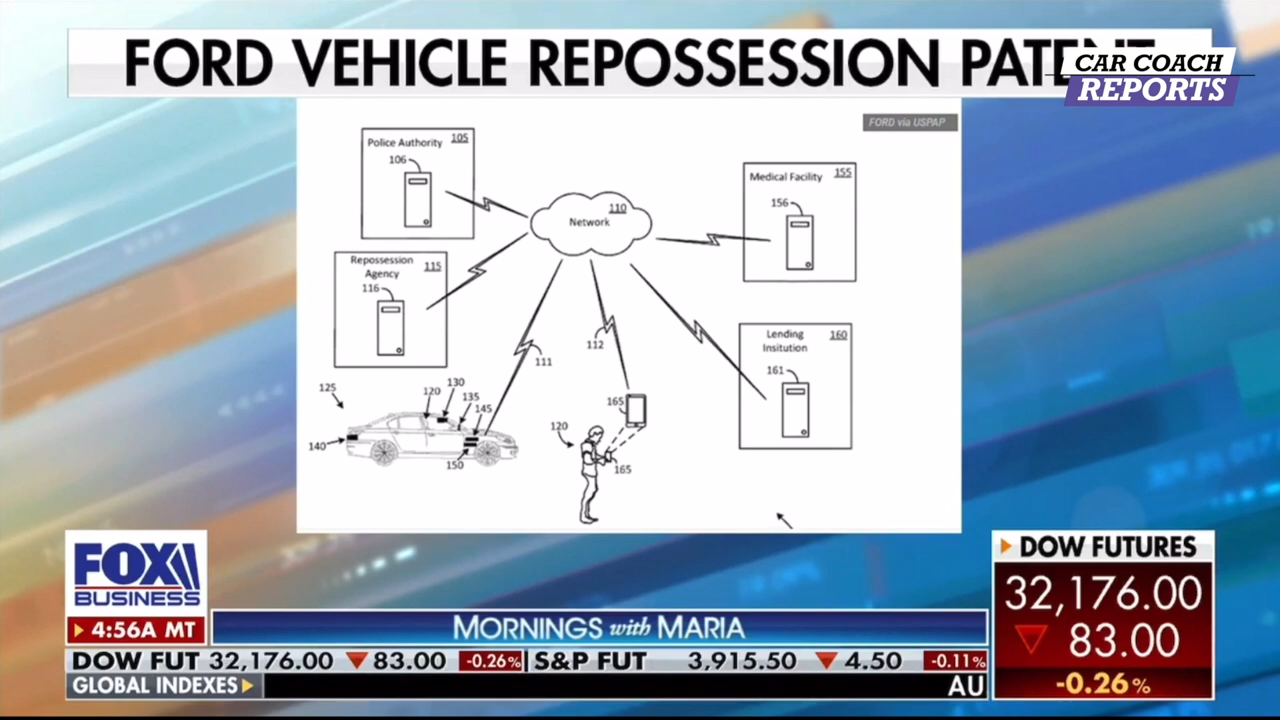 FORD VEHICLE REPOSSESSION PATENT
CAR COACH
REPORTS
FORD via USPAP
Police Authority 105
106
Network 110
Medical Facility 155
156
Repossession
Agency 115
116
111
112
Lending
Insitution 160
161
125
120
130
135
145
140
150
120
165
165
FOX
BUSINESS
4:56A MT
MORNINGS with MARIA
DOW FUTURES
32,176.00
83.00
-0.26%
DOW FUT 32,176.00 83.00 -0.26% S&P FUT 3,915.50 4.50 -0.11%
GLOBAL INDEXES AU